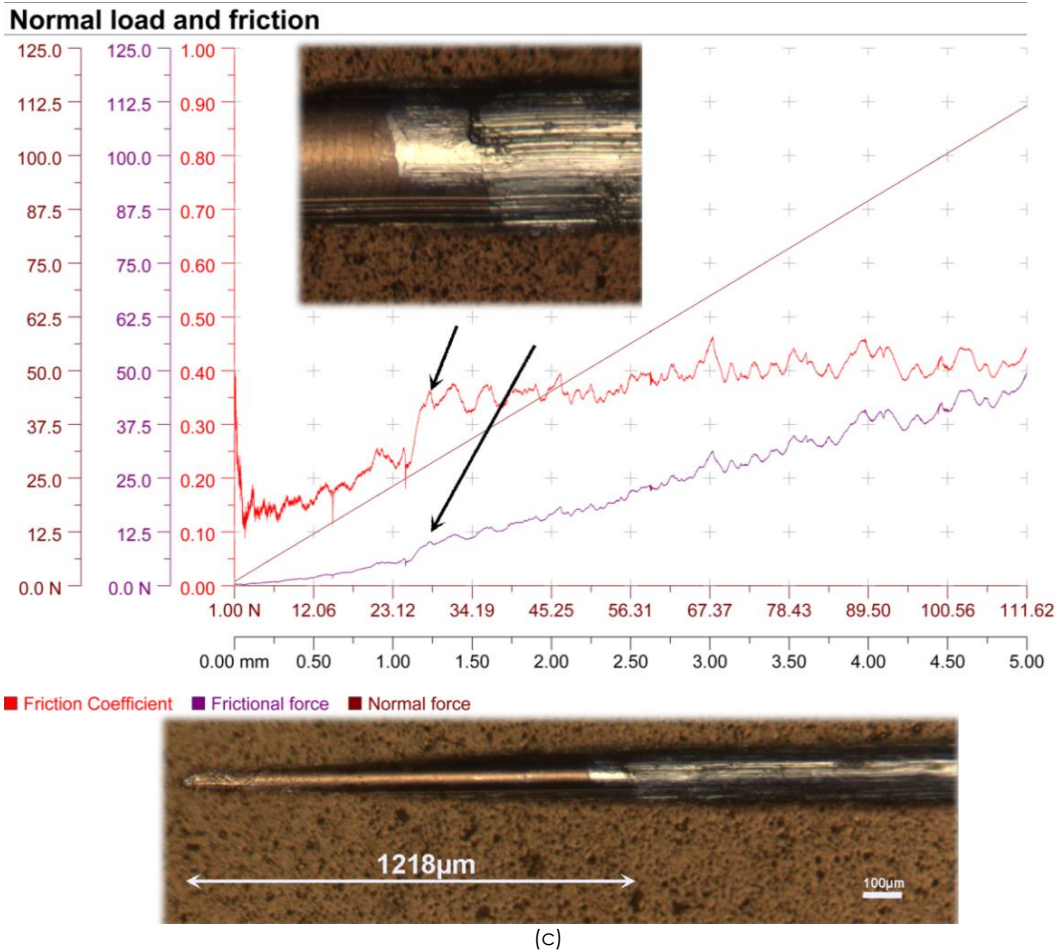 Normal load and friction
125.0 125.0 1.00
112.5 112.5 0.90
100.0 100.0 0.80
87.5 87.5 0.70
75.0 75.0 0.60
62.5 62.5 0.50
50.0 50.0 0.40
37.5 37.5 0.30
25.0 25.0 0.20
12.5 12.5 0.10
0.0 N 0.0 N 0.00
1.00 N 12.06 23.12 34.19 45.25 56.31 67.37 78.43 89.50 100.56 111.62
0.00 mm 0.50 1.00 1.50 2.00 2.50 3.00 3.50 4.00 4.50 5.00
Friction Coefficient Frictional force Normal force
1218µm
100µm
(c)